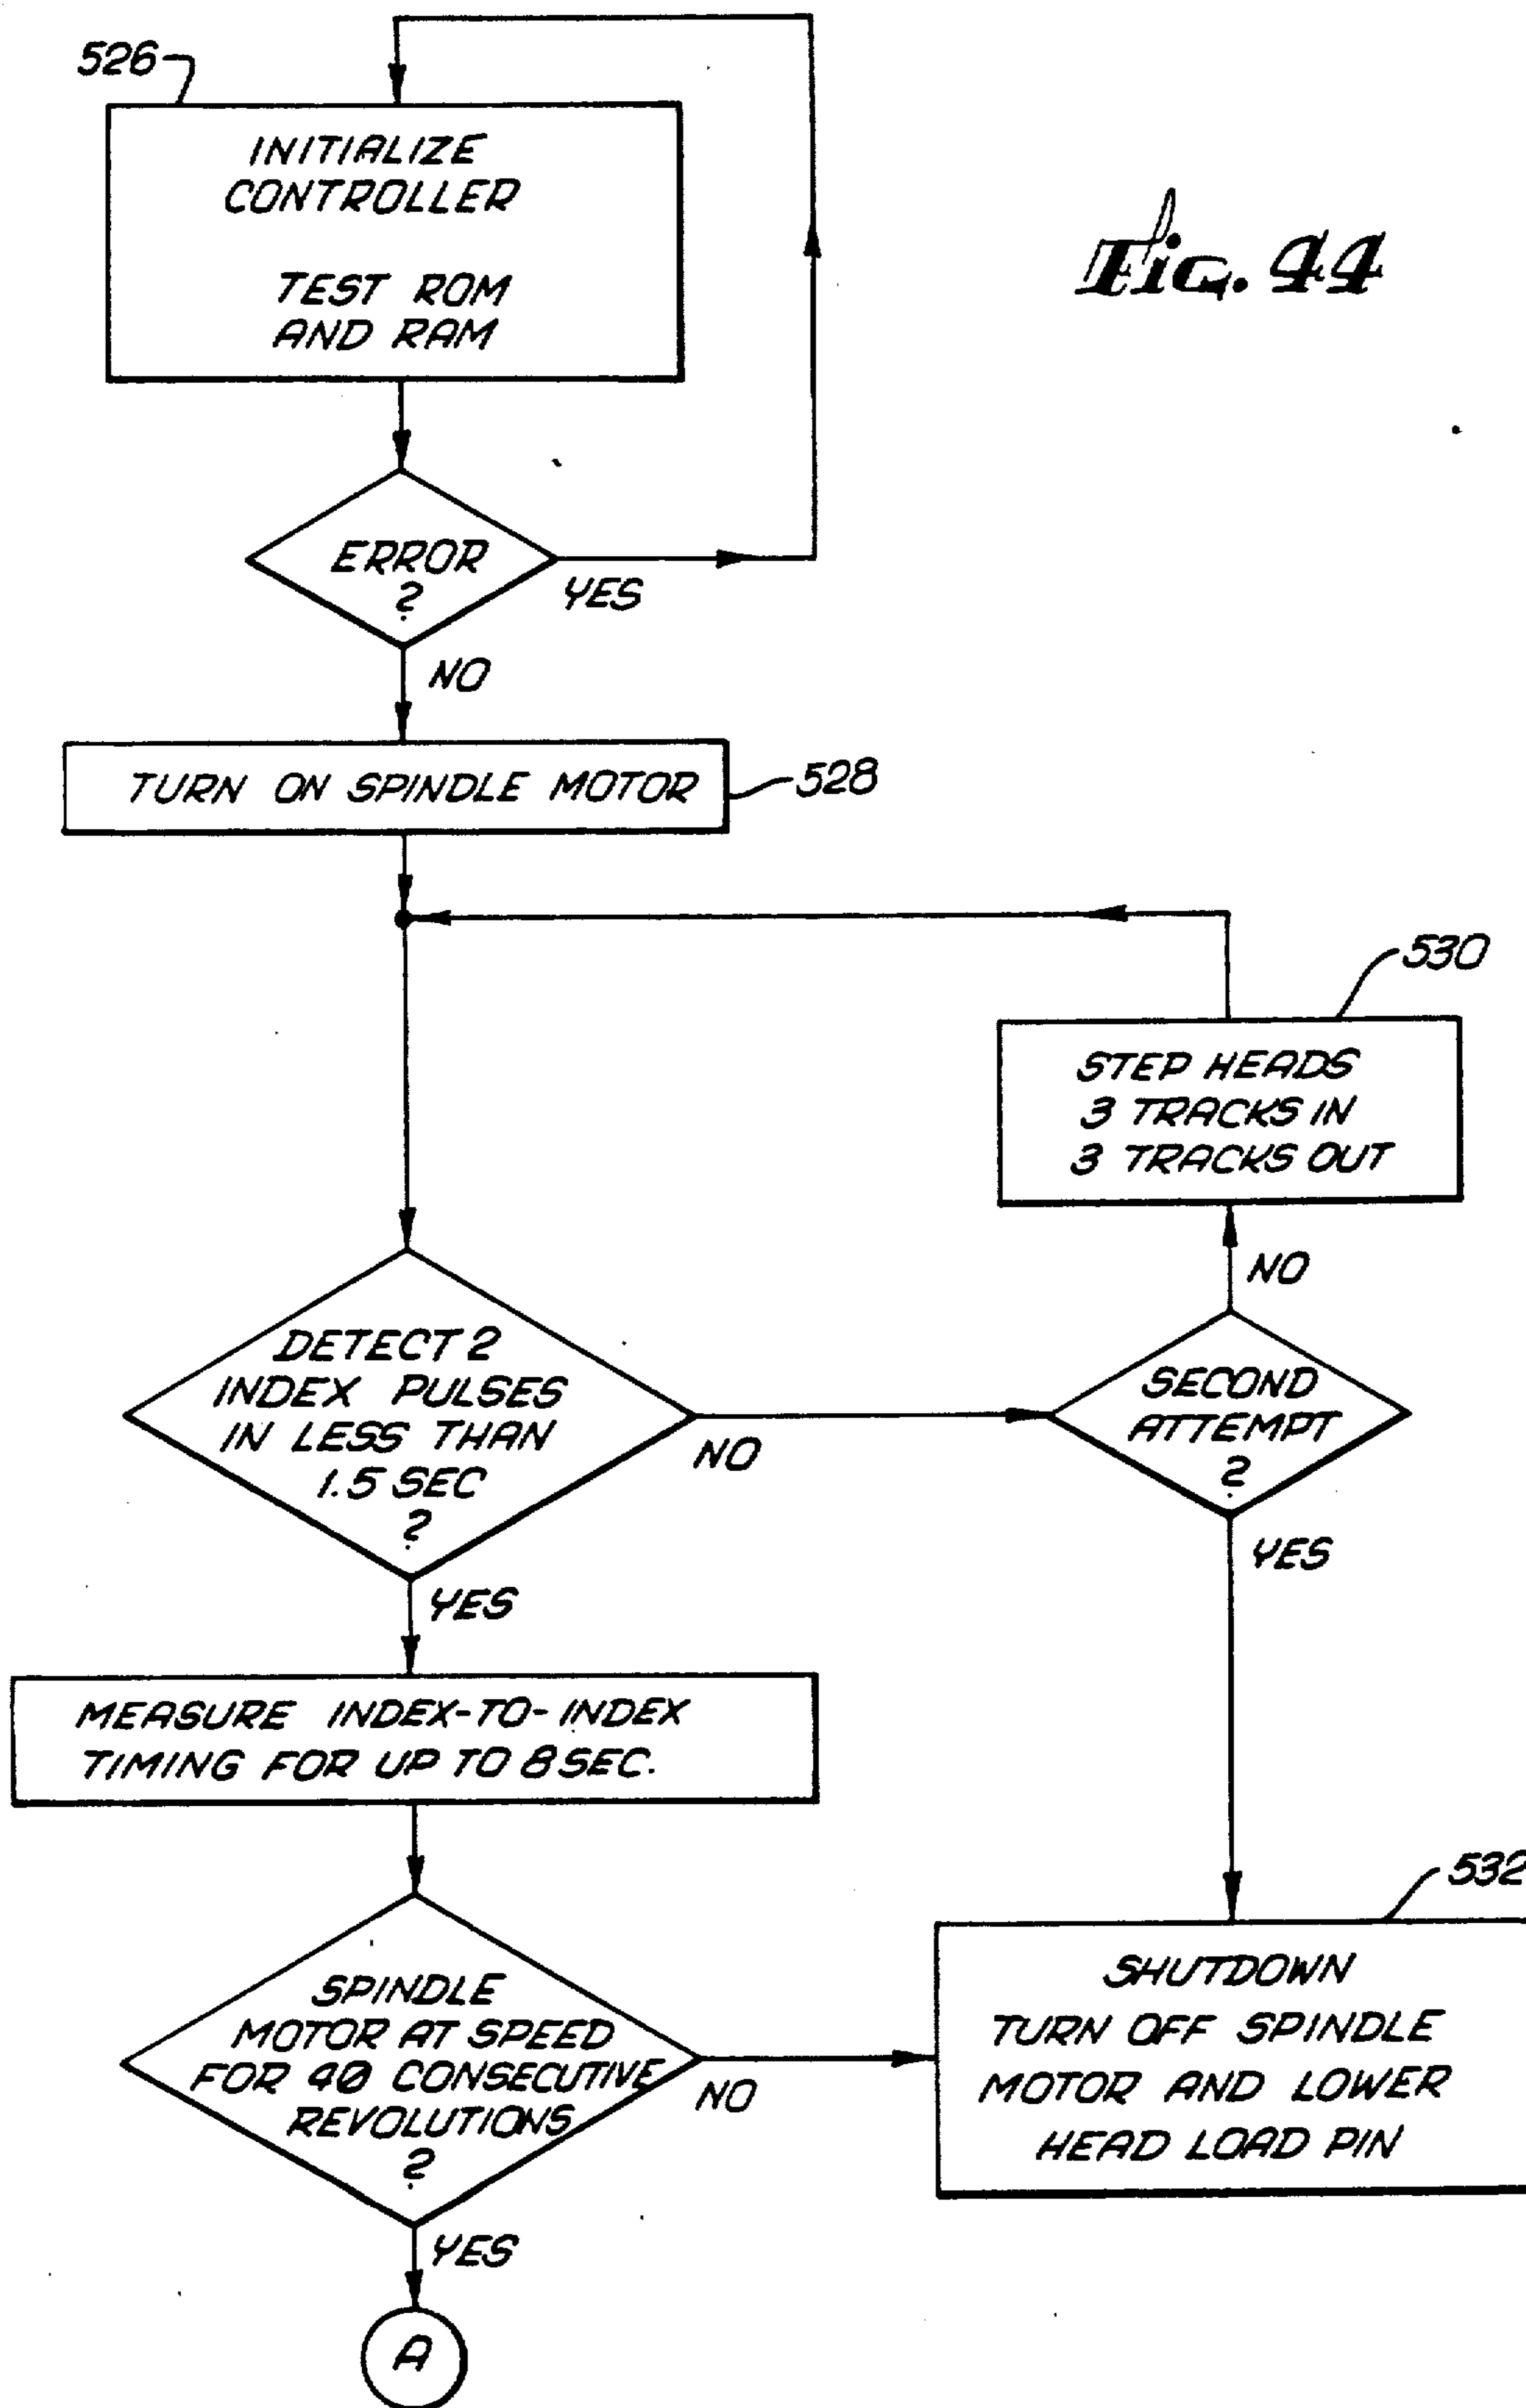 526
INITIALIZE
CONTROLLER
TEST ROM
AND RAM
Fig. 44
ERROR
?
YES
NO
TURN ON SPINDLE MOTOR
528
530
STEP HEADS
3 TRACKS IN
3 TRACKS OUT
NO
DETECT 2
INDEX PULSES
IN LESS THAN
1.5 SEC
?
NO
SECOND
ATTEMPT
?
YES
YES
MEASURE INDEX-TO-INDEX
TIMING FOR UP TO 8 SEC.
532
SPINDLE
MOTOR AT SPEED
FOR 40 CONSECUTIVE
REVOLUTIONS
?
NO
SHUTDOWN
TURN OFF SPINDLE
MOTOR AND LOWER
HEAD LOAD PIN
YES
A